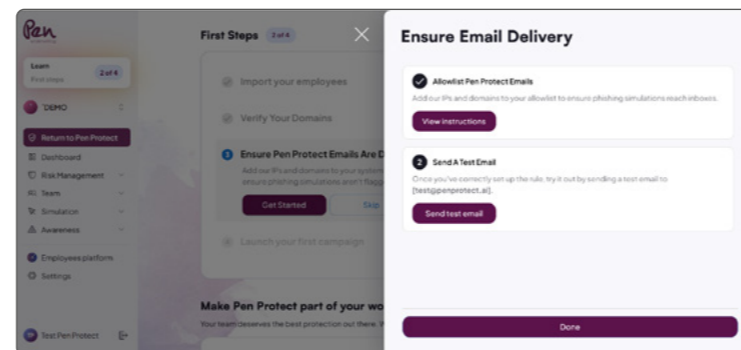 Pen
Learn
First steps
2 of 4
DEMO
Return to Pen Protect
Dashboard
Risk Management
Team
Simulation
Awareness
Employees platform
Settings
Test Pen Protect
First Steps
2 of 4
Import your employees
Verify Your Domains
3
Ensure Pen Protect Emails Are D
Add our IPs and domains to your system
ensure phishing simulations aren't flagg
Get Started
Skip
4
Launch your first campaign
Make Pen Protect part of your wo
Your team deserves the best protection out there. W
Ensure Email Delivery
Allowlist Pen Protect Emails
Add our IPs and domains to your allowlist to ensure phishing simulations reach inboxes.
View Instructions
2
Send A Test Email
Once you've correctly set up the rule, try it out by sending a test email to
[test@penprotect.ai].
Send test email
Done